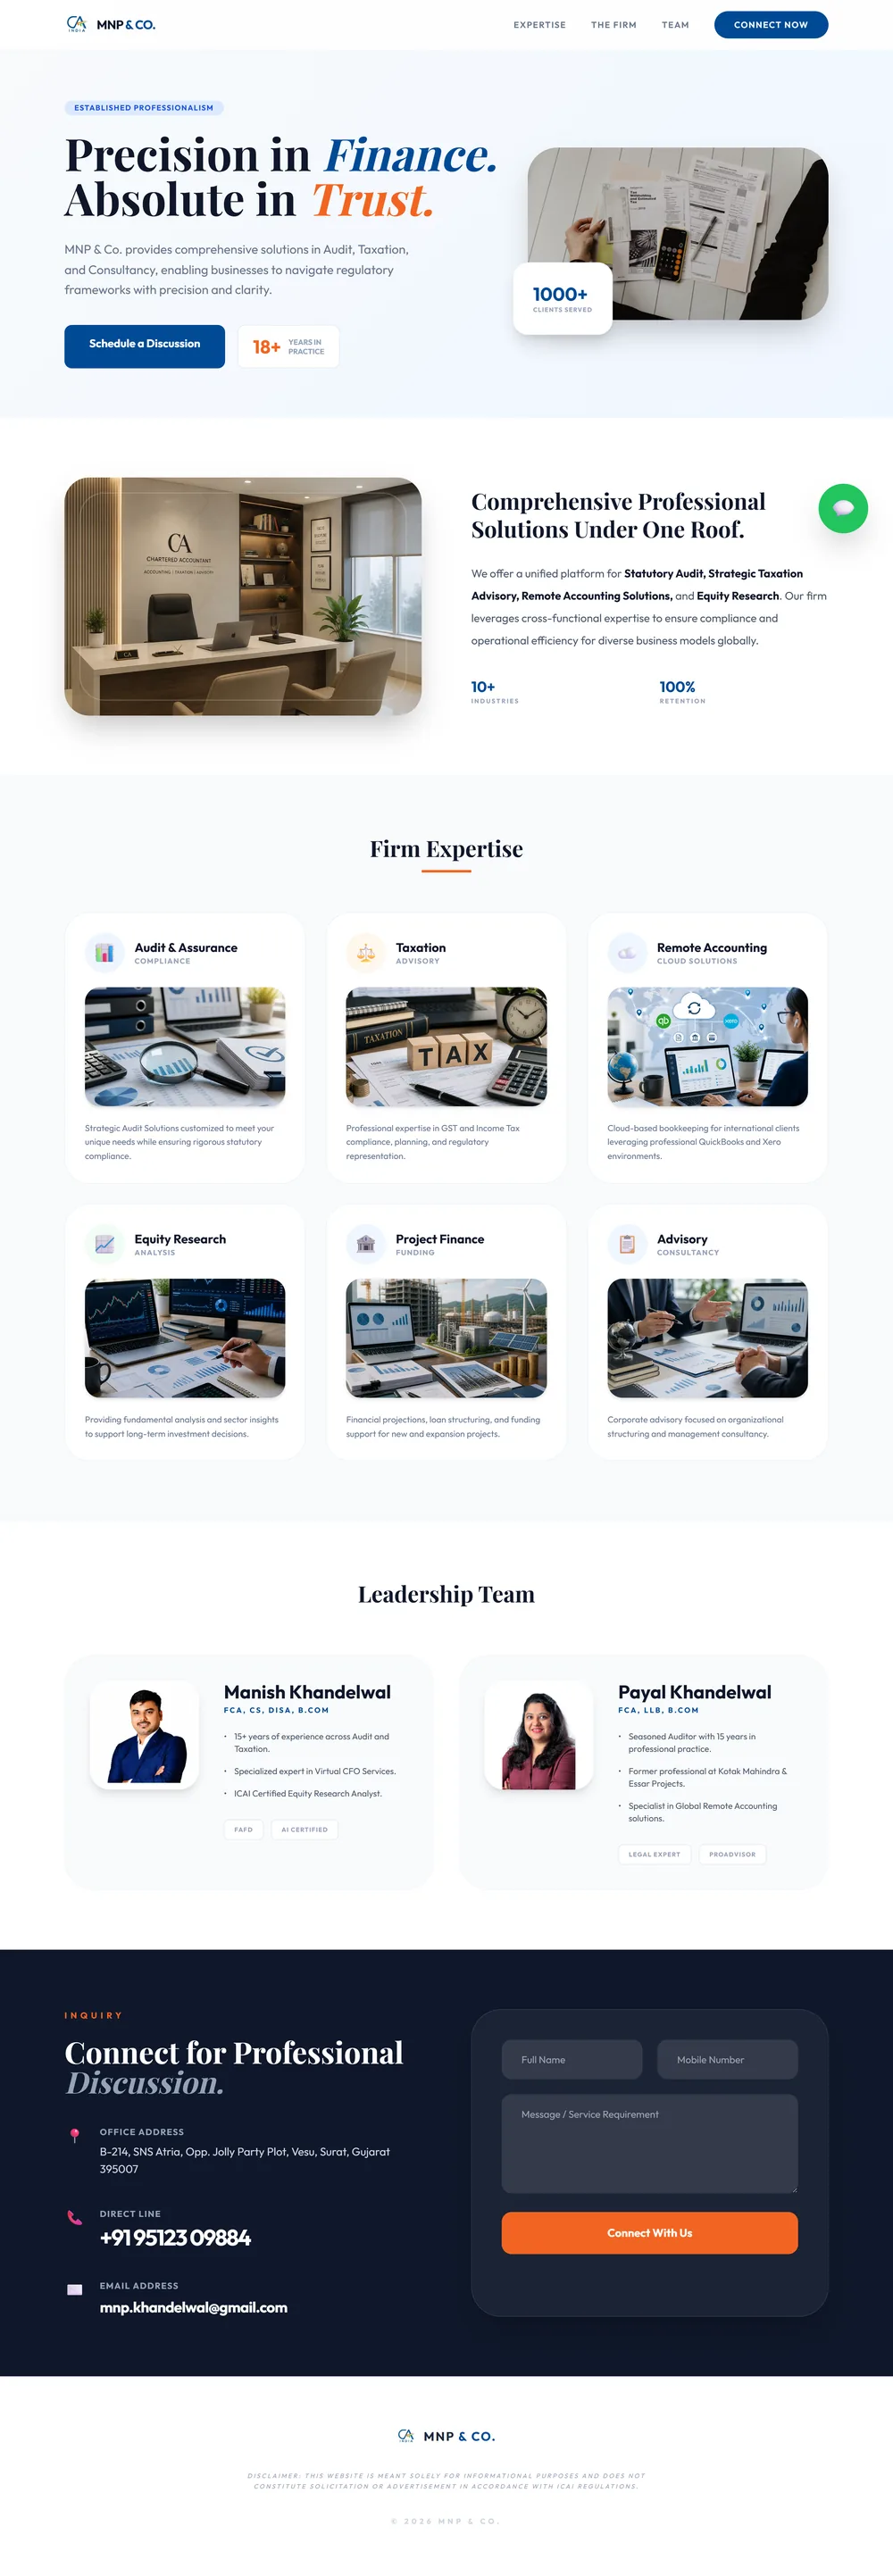 CA
INDIA
MNP & CO.
EXPERTISE
THE FIRM
TEAM
CONNECT NOW
ESTABLISHED PROFESSIONALISM
Precision in Finance.
Absolute in Trust.
MNP & Co. provides comprehensive solutions in Audit, Taxation,
and Consultancy, enabling businesses to navigate regulatory
frameworks with precision and clarity.
Schedule a Discussion
18+
YEARS IN
PRACTICE
1000+
CLIENTS SERVED
CA
CHARTERED ACCOUNTANT
ACCOUNTING | TAXATION | ADVISORY
CA
Comprehensive Professional
Solutions Under One Roof.
We offer a unified platform for Statutory Audit, Strategic Taxation
Advisory, Remote Accounting Solutions, and Equity Research. Our firm
leverages cross-functional expertise to ensure compliance and
operational efficiency for diverse business models globally.
10+
INDUSTRIES
100%
RETENTION
Firm Expertise
Audit & Assurance
COMPLIANCE
Strategic Audit Solutions customized to meet your
unique needs while ensuring rigorous statutory
compliance.
Taxation
ADVISORY
TAXATION
TAX
Professional expertise in GST and Income Tax
compliance, planning, and regulatory
representation.
Remote Accounting
CLOUD SOLUTIONS
qb
xero
Cloud-based bookkeeping for international clients
leveraging professional QuickBooks and Xero
environments.
Equity Research
ANALYSIS
Providing fundamental analysis and sector insights
to support long-term investment decisions.
Project Finance
FUNDING
Financial projections, loan structuring, and funding
support for new and expansion projects.
Advisory
CONSULTANCY
Corporate advisory focused on organizational
structuring and management consultancy.
Leadership Team
Manish Khandelwal
FCA, CS, DISA, B.COM
• 15+ years of experience across Audit and
Taxation.
• Specialized expert in Virtual CFO Services.
• ICAI Certified Equity Research Analyst.
FAFD
AI CERTIFIED
Payal Khandelwal
FCA, LLB, B.COM
• Seasoned Auditor with 15 years in
professional practice.
• Former professional at Kotak Mahindra &
Essar Projects.
• Specialist in Global Remote Accounting
solutions.
LEGAL EXPERT
PROADVISOR
INQUIRY
Connect for Professional
Discussion.
OFFICE ADDRESS
B-214, SNS Atria, Opp. Jolly Party Plot, Vesu, Surat, Gujarat
395007
DIRECT LINE
+91 95123 09884
EMAIL ADDRESS
mnp.khandelwal@gmail.com
Full Name
Mobile Number
Message / Service Requirement
Connect With Us
CA
INDIA
MNP & CO.
DISCLAIMER: THIS WEBSITE IS MEANT SOLELY FOR INFORMATIONAL PURPOSES AND DOES NOT
CONSTITUTE SOLICITATION OR ADVERTISEMENT IN ACCORDANCE WITH ICAI REGULATIONS.
© 2026 MNP & CO.